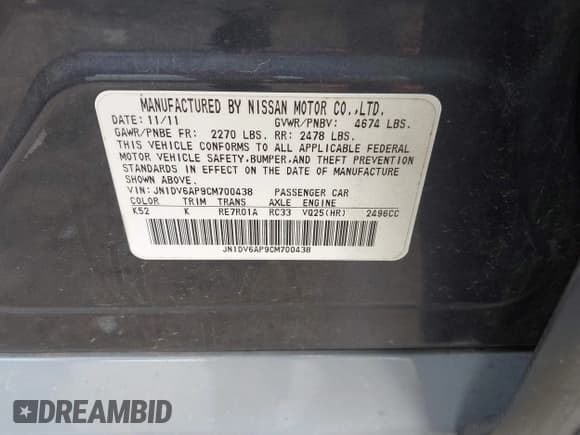 MANUFACTURED BY NISSAN MOTOR CO.,LTD.
DATE: 11/11 GVWR/PNBV: 4674 LBS.
GAWR/PNBE FR: 2270 LBS. RR: 2478 LBS.
THIS VEHICLE CONFORMS TO ALL APPLICABLE FEDERAL
MOTOR VEHICLE SAFETY,BUMPER,AND THEFT PREVENTION
STANDARDS IN EFFECT ON THE DATE OF MANUFACTURE
SHOWN ABOVE.
VIN: JN1DV6AP9CM700438 PASSENGER CAR
COLOR TRIM TRANS AXLE ENGINE
K52 K RE7R01A RC33 VQ25(HR) 2496CC
JN1DV6AP9CM700438
DREAMBID